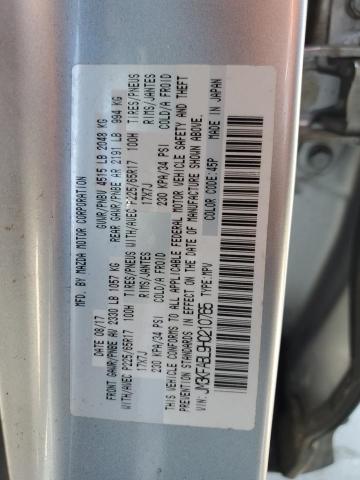 MFD. BY MAZDA MOTOR CORPORATION
DATE 08/17 GVWR/PNBV 4515 LB 2048 KG
FRONT GAWR/PNBE AV 2330 LB 1057 KG REAR GAWR/PNBE AR 2191 LB 994 KG
WITH/AVEC P225/65R17 100H TIRES/PNEUS WITH/AVEC P225/65R17 100H TIRES/PNEUS
17X7J RIMS/JANTES 17X7J RIMS/JANTES
230 KPA/34 PSI COLD/A FROID 230 KPA/34 PSI COLD/A FROID
THIS VEHICLE CONFORMS TO ALL APPLICABLE FEDERAL MOTOR VEHICLE SAFETY AND THEFT
PREVENTION STANDARDS IN EFFECT ON THE DATE OF MANUFACTURE SHOWN ABOVE.
VIN: TYPE:MPV COLOR CODE:45P MADE IN JAPAN